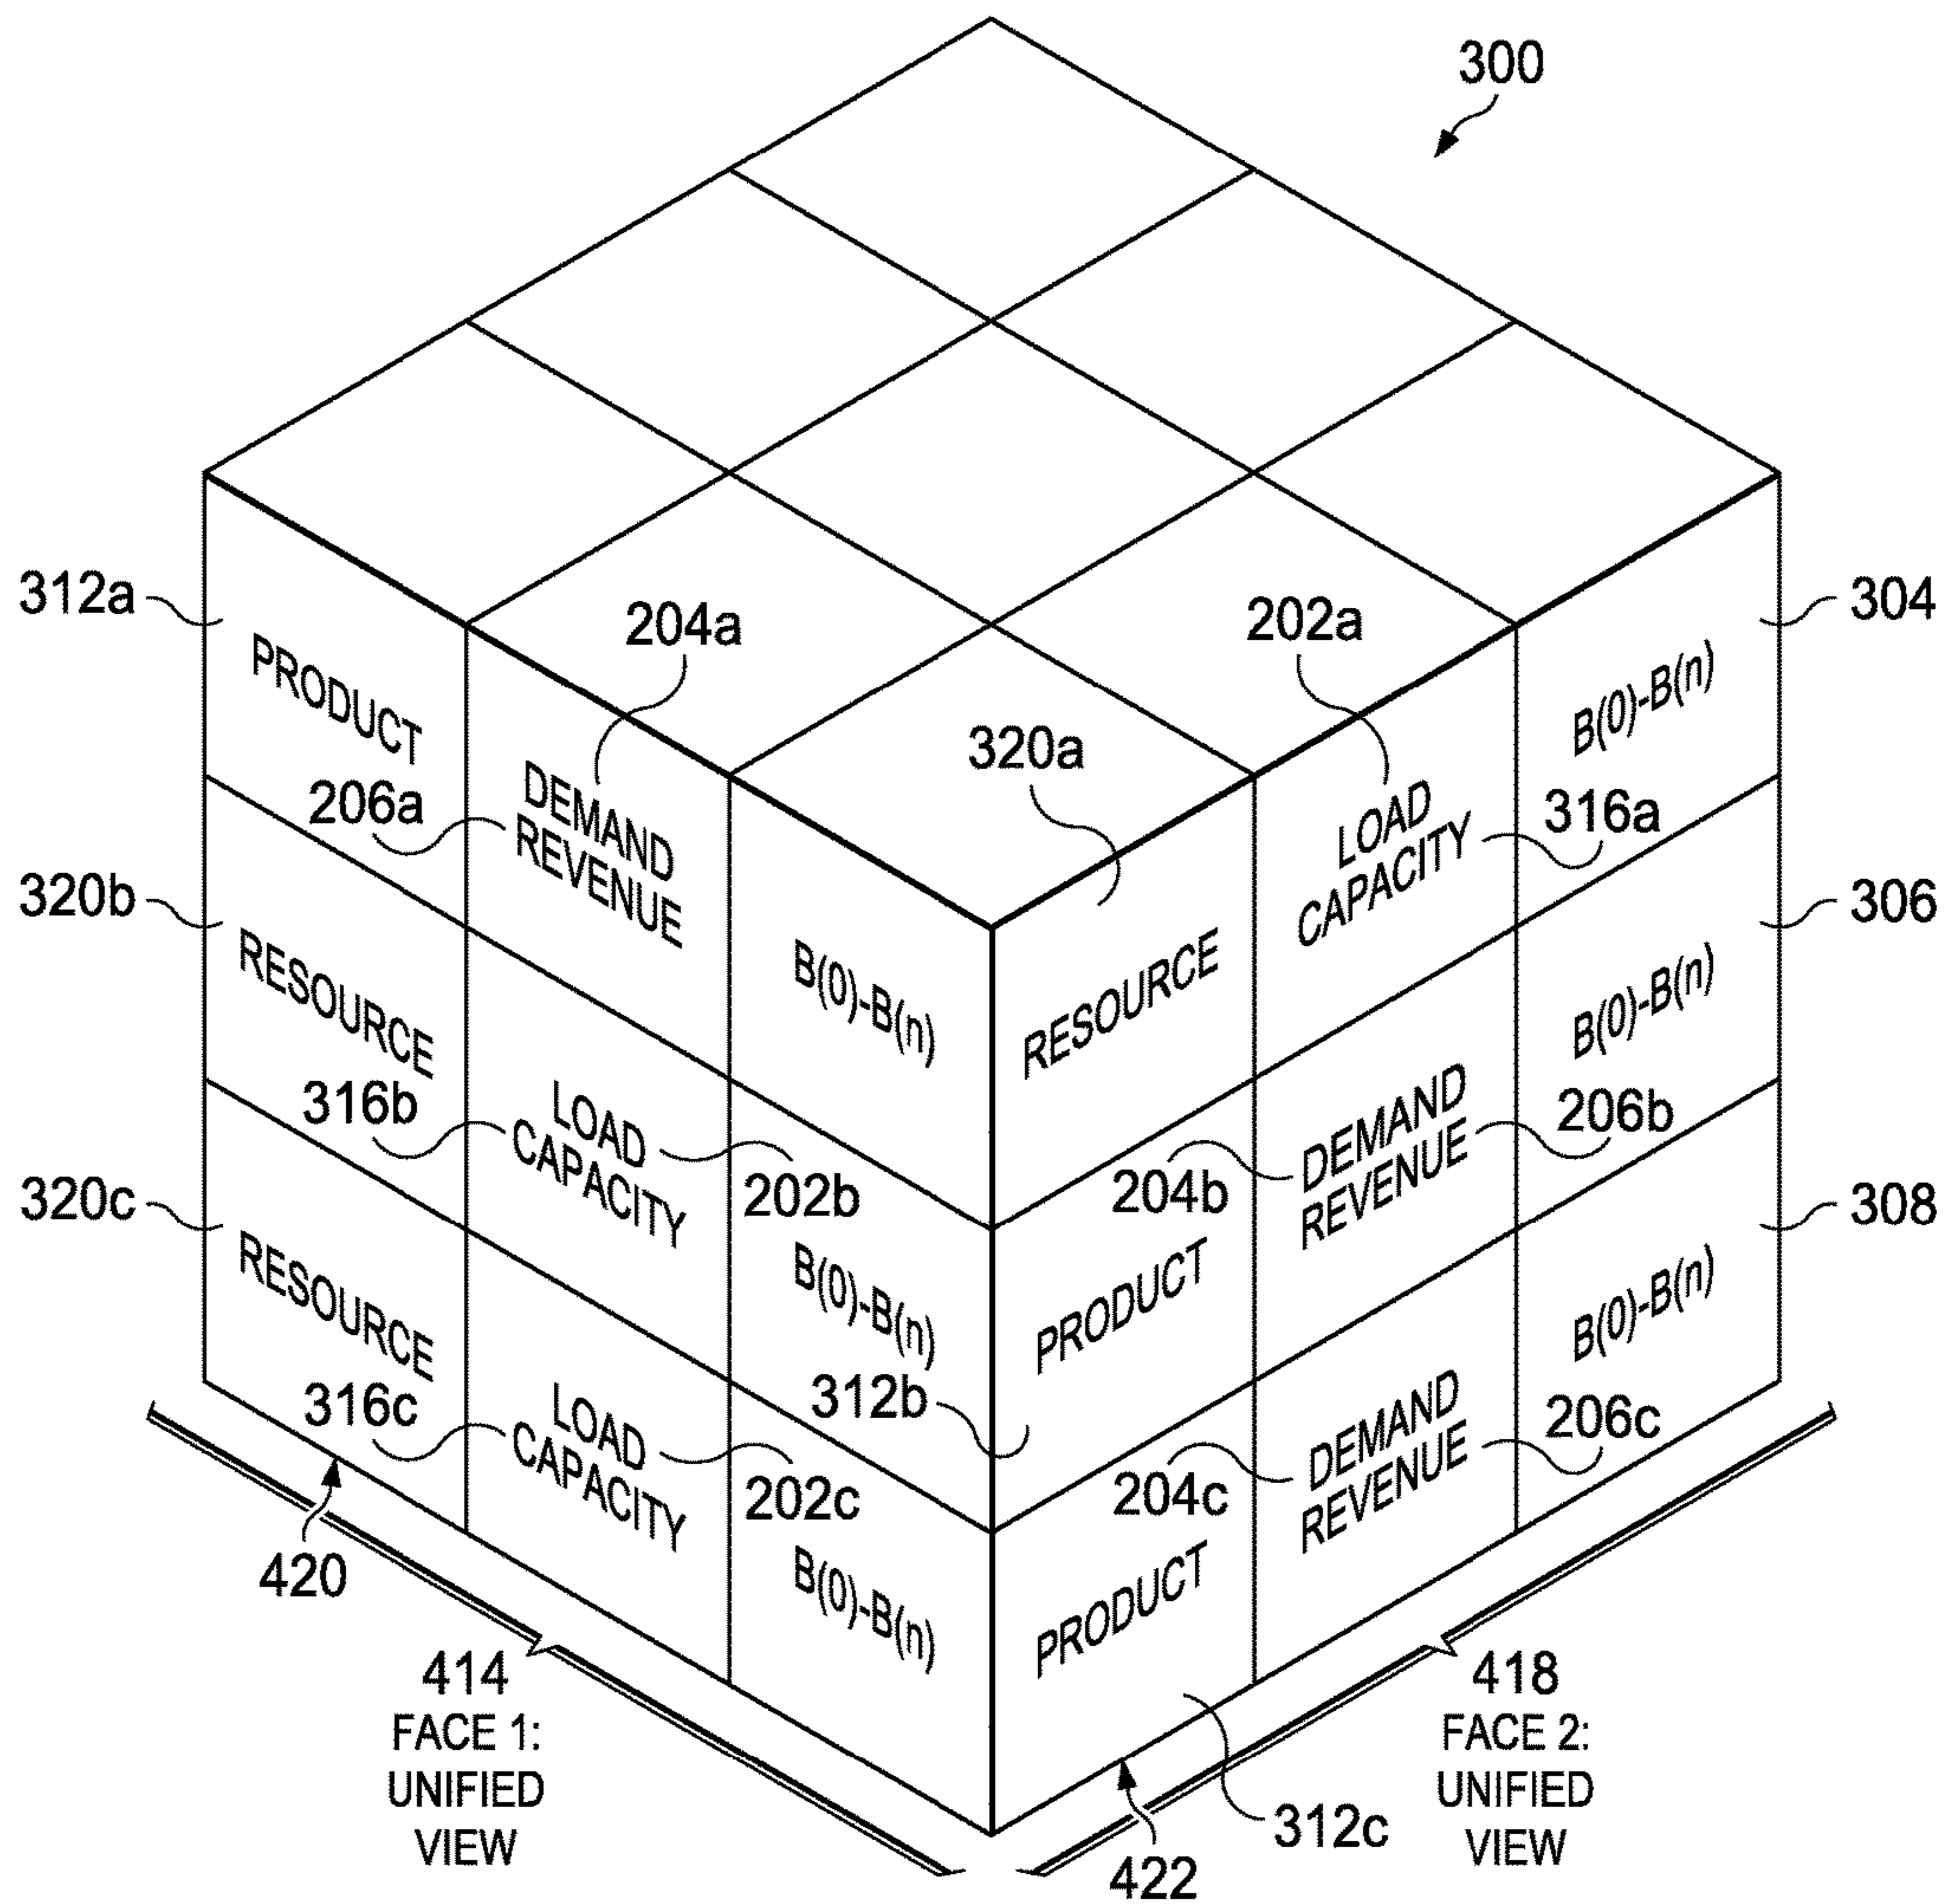 300
312a
304
204a
202a
PRODUCT
B(0)-B(n)
320a
206a
DEMAND
REVENUE
LOAD
CAPACITY
316a
320b
306
RESOURCE
B(0)-B(n)
RESOURCE
B(0)-B(n)
316b
LOAD
CAPACITY
202b
204b
DEMAND
REVENUE
206b
320c
308
RESOURCE
B(0)-B(n)
PRODUCT
B(0)-B(n)
312b
316c
LOAD
CAPACITY
202c
204c
DEMAND
REVENUE
206c
420
B(0)-B(n)
PRODUCT
414
FACE 1:
UNIFIED
VIEW
418
FACE 2:
UNIFIED
VIEW
312c
422